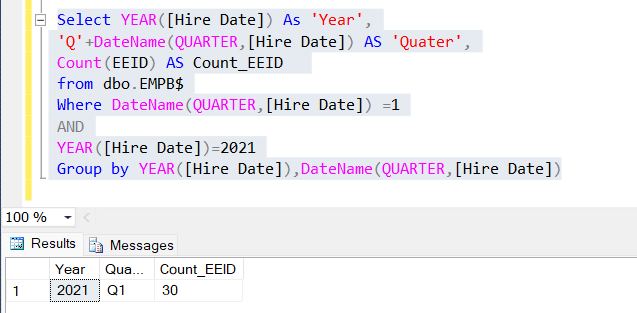 Select YEAR([Hire Date]) As 'Year',
'Q'+DateName(QUARTER,[Hire Date]) AS 'Quater',
Count(EEID) AS Count_EEID
from dbo.EMPB$
Where DateName(QUARTER,[Hire Date]) =1
AND
YEAR([Hire Date])=2021
Group by YEAR([Hire Date]),DateName(QUARTER,[Hire Date])
100 %
Results Messages
Year Qua... Count_EEID
1 2021 Q1 30